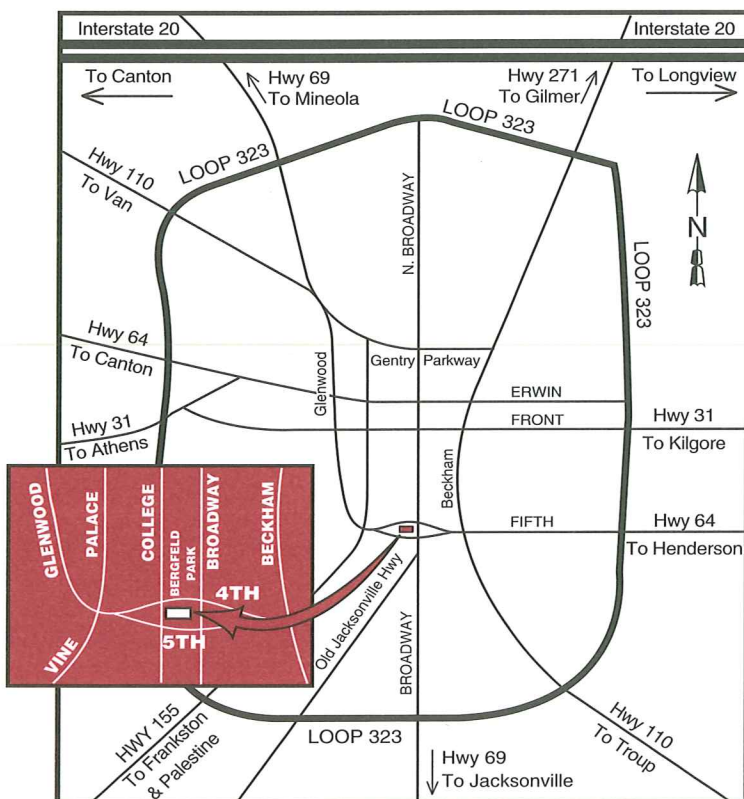 Interstate 20
Interstate 20
To Canton
Hwy 69
To Mineola
Hwy 271
To Gilmer
To Longview
LOOP 323
LOOP 323
Hwy 110
To Van
N. BROADWAY
N
LOOP 323
Hwy 64
To Canton
Glenwood
Gentry Parkway
ERWIN
FRONT
Hwy 31
To Athens
Hwy 31
To Kilgore
Beckham
FIFTH
Hwy 64
To Henderson
GLENWOOD
PALACE
COLLEGE
BERGFELD
PARK
BROADWAY
BECKHAM
4TH
5TH
VINE
Old Jacksonville Hwy
BROADWAY
HWY 155
To Frankston
& Palestine
LOOP 323
Hwy 69
To Jacksonville
Hwy 110
To Troup